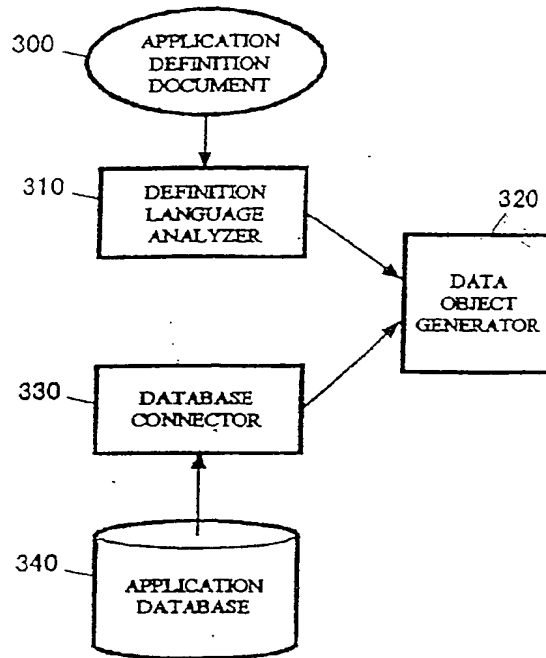 300
APPLICATION
DEFINITION
DOCUMENT
310
DEFINITION
LANGUAGE
ANALYZER
320
DATA
OBJECT
GENERATOR
330
DATABASE
CONNECTOR
340
APPLICATION
DATABASE